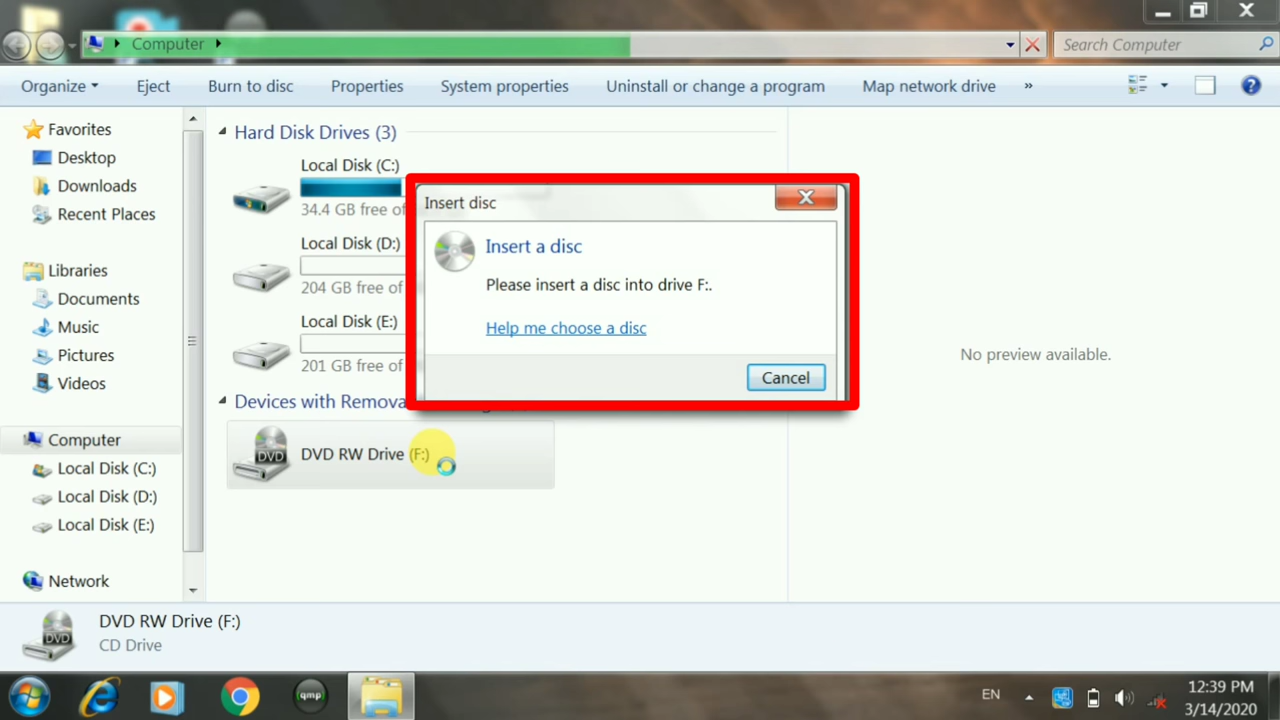 Computer
Search Computer
Organize
Eject
Burn to disc
Properties
System properties
Uninstall or change a program
Map network drive
»
Favorites
Desktop
Downloads
Recent Places
Libraries
Documents
Music
Pictures
Videos
Computer
Local Disk (C:)
Local Disk (D:)
Local Disk (E:)
Network
Hard Disk Drives (3)
Local Disk (C:)
34.4 GB free of
Local Disk (D:)
204 GB free of
Local Disk (E:)
201 GB free of
Devices with
DVD RW Drive (F:)
DVD
Insert disc
Insert a disc
Please insert a disc into drive F:.
Help me choose a disc
Cancel
No preview available.
DVD RW Drive (F:)
CD Drive
DVD
qmp
EN
12:39 PM
3/14/2020